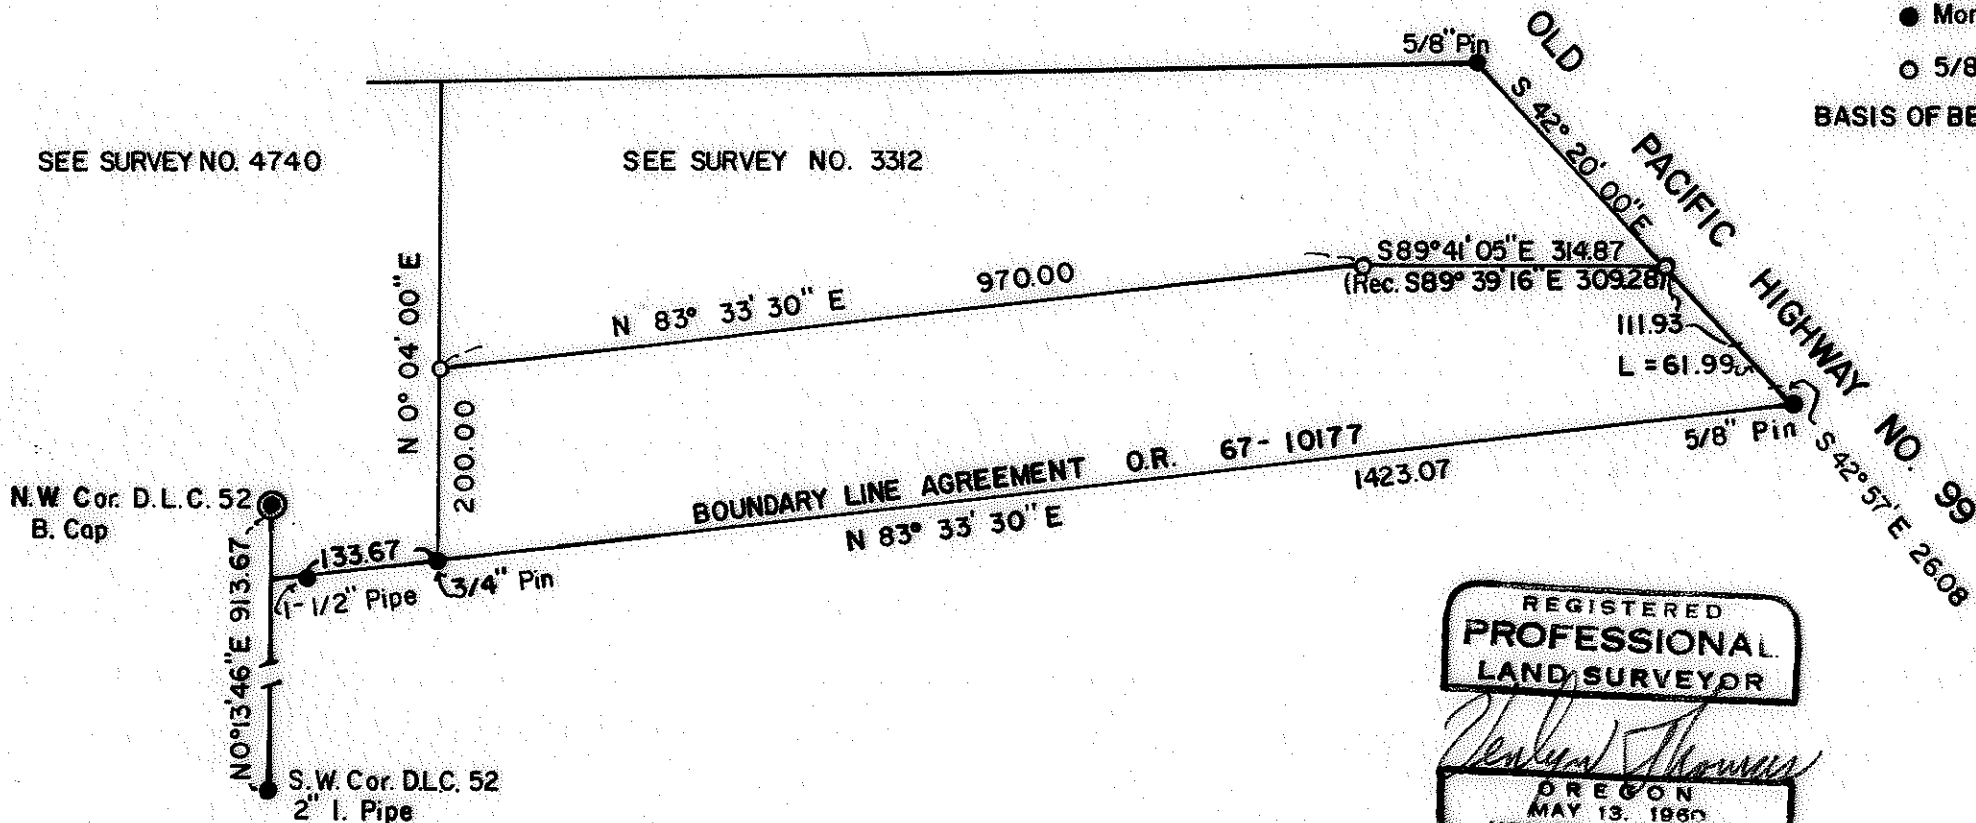 ● Mor
○ 5/8
BASIS OF BE
5/8" Pin
OLD PACIFIC HIGHWAY NO. 99
S 42° 20' 00" E
SEE SURVEY NO. 4740
SEE SURVEY NO. 3312
N 0° 04' 00" E
200.00
N 83° 33' 30" E
970.00
S 89° 41' 05" E 314.87
(Rec. S89° 39' 16" E 309.28)
111.93
L = 61.99
5/8" Pin
S 42° 57' E 26.08
BOUNDARY LINE AGREEMENT O.R. 67-10177
1423.07
N 83° 33' 30" E
N.W. Cor. D.L.C. 52
B. Cap
133.67
1-1/2" Pipe
3/4" Pin
N0°13'46"E 913.67
S.W. Cor. D.L.C. 52
2" I. Pipe
REGISTERED
PROFESSIONAL
LAND SURVEYOR
OREGON
MAY 13, 1960